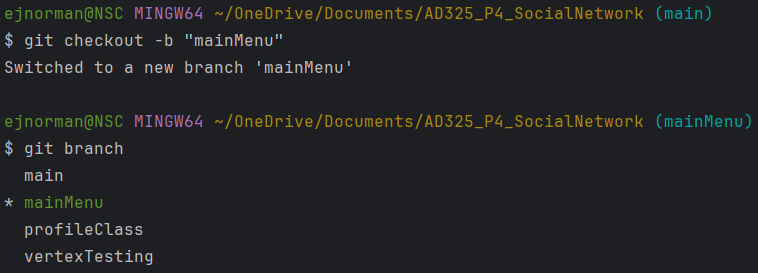 ejnorman@NSC MINGW64 ~/OneDrive/Documents/AD325_P4_SocialNetwork (main)
$ git checkout -b "mainMenu"
Switched to a new branch 'mainMenu'
ejnorman@NSC MINGW64 ~/OneDrive/Documents/AD325_P4_SocialNetwork (mainMenu)
$ git branch
  main
* mainMenu
  profileClass
  vertexTesting